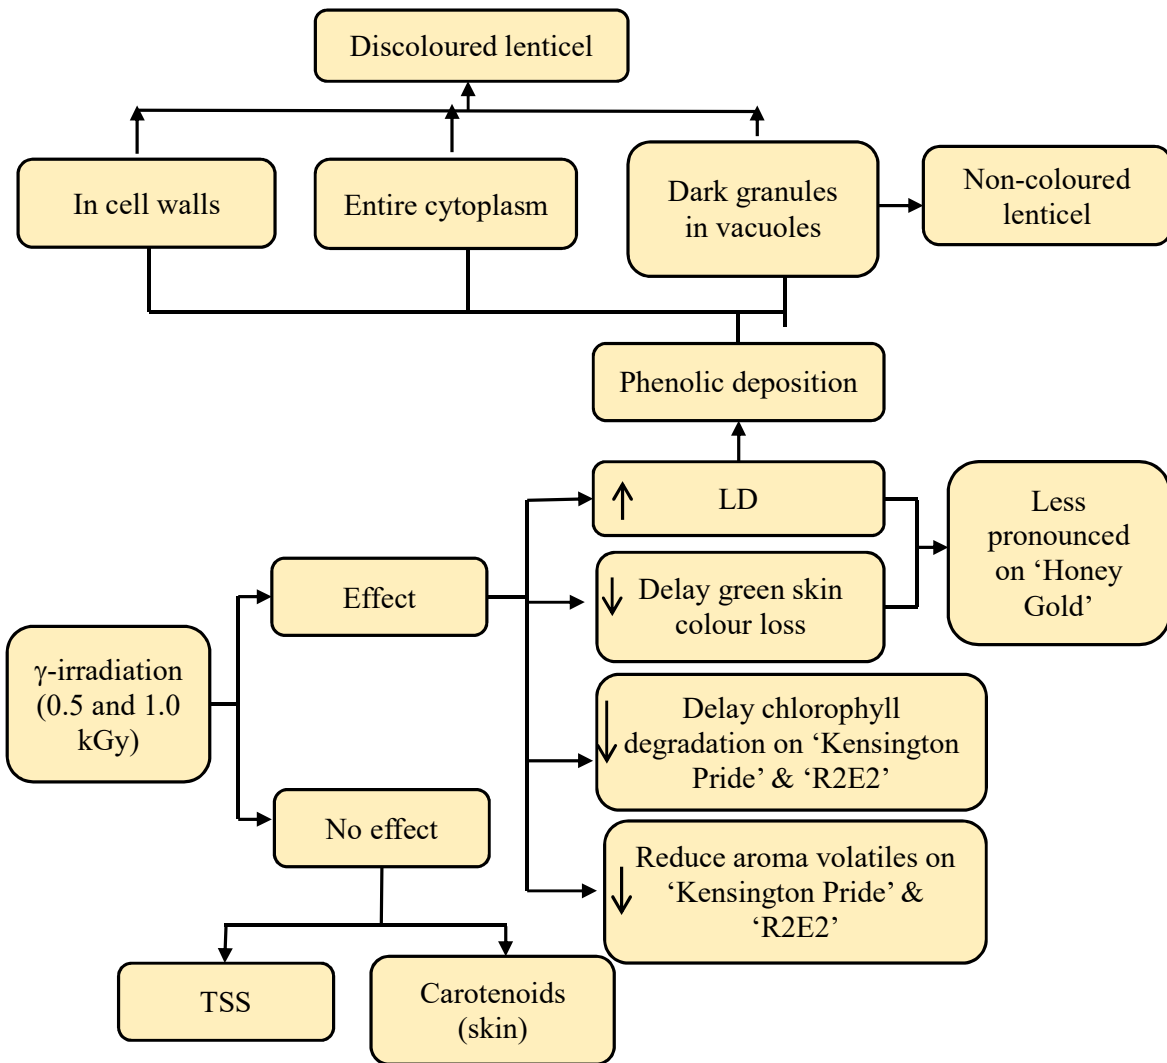 Discoloured lenticel
In cell walls
Entire cytoplasm
Dark granules
in vacuoles
Non-coloured
lenticel
Phenolic deposition
↑ LD
Less
pronounced
on ‘Honey
Gold’
Effect
↓ Delay green skin
colour loss
γ-irradiation
(0.5 and 1.0
kGy)
↓ Delay chlorophyll
degradation on ‘Kensington
Pride’ & ‘R2E2’
No effect
↓ Reduce aroma volatiles on
‘Kensington Pride’ &
‘R2E2’
TSS
Carotenoids
(skin)